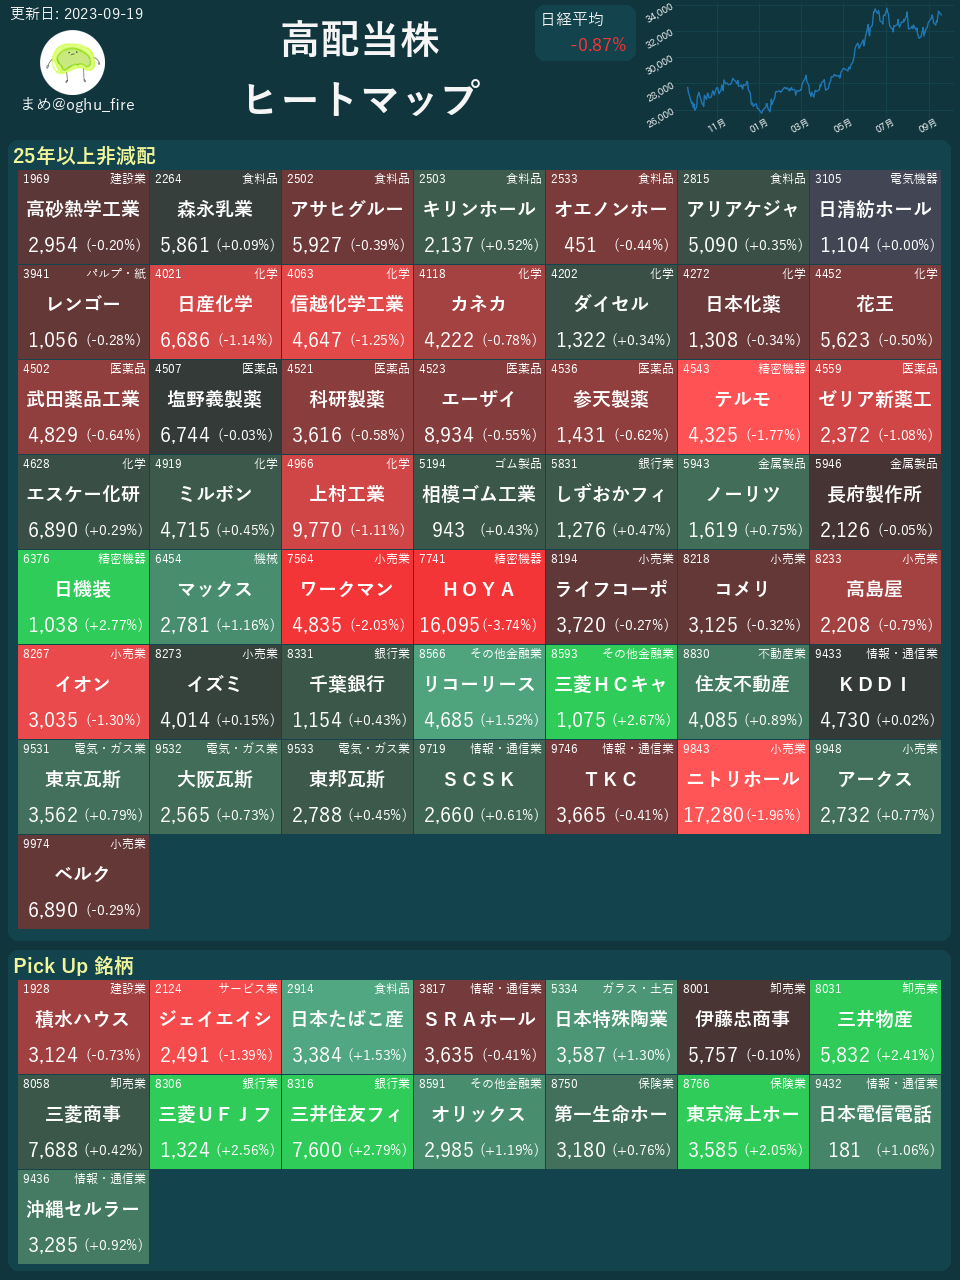 更新日: 2023-09-19
まめ@oghu_fire
高配当株
ヒートマップ
日経平均
-0.87%
34,000
32,000
30,000
28,000
26,000
11月 01月 03月 05月 07月 09月
25年以上非減配
1969 建設業 2264 食料品 2502 食料品 2503 食料品 2533 食料品 2815 食料品 3105 電気機器
高砂熱学工業 森永乳業 アサヒグルー キリンホール オエノンホー アリアケジャ 日清紡ホール
2,954 (-0.20%) 5,861 (+0.09%) 5,927 (-0.39%) 2,137 (+0.52%) 451 (-0.44%) 5,090 (+0.35%) 1,104 (+0.00%)
3941 パルプ・紙 4021 化学 4063 化学 4118 化学 4202 化学 4272 化学 4452 化学
レンゴー 日産化学 信越化学工業 カネカ ダイセル 日本化薬 花王
1,056 (-0.28%) 6,686 (-1.14%) 4,647 (-1.25%) 4,222 (-0.78%) 1,322 (+0.34%) 1,308 (-0.34%) 5,623 (-0.50%)
4502 医薬品 4507 医薬品 4521 医薬品 4523 医薬品 4536 医薬品 4543 精密機器 4559 医薬品
武田薬品工業 塩野義製薬 科研製薬 エーザイ 参天製薬 テルモ ゼリア新薬工
4,829 (-0.64%) 6,744 (-0.03%) 3,616 (-0.58%) 8,934 (-0.55%) 1,431 (-0.62%) 4,325 (-1.77%) 2,372 (-1.08%)
4628 化学 4919 化学 4966 化学 5194 ゴム製品 5831 銀行業 5943 金属製品 5946 金属製品
エスケー化研 ミルボン 上村工業 相模ゴム工業 しずおかフィ ノーリツ 長府製作所
6,890 (+0.29%) 4,715 (+0.45%) 9,770 (-1.11%) 943 (+0.43%) 1,276 (+0.47%) 1,619 (+0.75%) 2,126 (-0.05%)
6376 精密機器 6454 機械 7564 小売業 7741 精密機器 8194 小売業 8218 小売業 8233 小売業
日機装 マックス ワークマン ＨＯＹＡ ライフコーポ コメリ 高島屋
1,038 (+2.77%) 2,781 (+1.16%) 4,835 (-2.03%) 16,095 (-3.74%) 3,720 (-0.27%) 3,125 (-0.32%) 2,208 (-0.79%)
8267 小売業 8273 小売業 8331 銀行業 8566 その他金融業 8593 その他金融業 8830 不動産業 9433 情報・通信業
イオン イズミ 千葉銀行 リコーリース 三菱ＨＣキャ 住友不動産 ＫＤＤＩ
3,035 (-1.30%) 4,014 (+0.15%) 1,154 (+0.43%) 4,685 (+1.52%) 1,075 (+2.67%) 4,085 (+0.89%) 4,730 (+0.02%)
9531 電気・ガス業 9532 電気・ガス業 9533 電気・ガス業 9719 情報・通信業 9746 情報・通信業 9843 小売業 9948 小売業
東京瓦斯 大阪瓦斯 東邦瓦斯 ＳＣＳＫ ＴＫＣ ニトリホール アークス
3,562 (+0.79%) 2,565 (+0.73%) 2,788 (+0.45%) 2,660 (+0.61%) 3,665 (-0.41%) 17,280 (-1.96%) 2,732 (+0.77%)
9974 小売業
ベルク
6,890 (-0.29%)
Pick Up 銘柄
1928 建設業 2124 サービス業 2914 食料品 3817 情報・通信業 5334 ガラス・土石 8001 卸売業 8031 卸売業
積水ハウス ジェイエイシ 日本たばこ産 ＳＲＡホール 日本特殊陶業 伊藤忠商事 三井物産
3,124 (-0.73%) 2,491 (-1.39%) 3,384 (+1.53%) 3,635 (-0.41%) 3,587 (+1.30%) 5,757 (-0.10%) 5,832 (+2.41%)
8058 卸売業 8306 銀行業 8316 銀行業 8591 その他金融業 8750 保険業 8766 保険業 9432 情報・通信業
三菱商事 三菱ＵＦＪフ 三井住友フィ オリックス 第一生命ホー 東京海上ホー 日本電信電話
7,688 (+0.42%) 1,324 (+2.56%) 7,600 (+2.79%) 2,985 (+1.19%) 3,180 (+0.76%) 3,585 (+2.05%) 181 (+1.06%)
9436 情報・通信業
沖縄セルラー
3,285 (+0.92%)